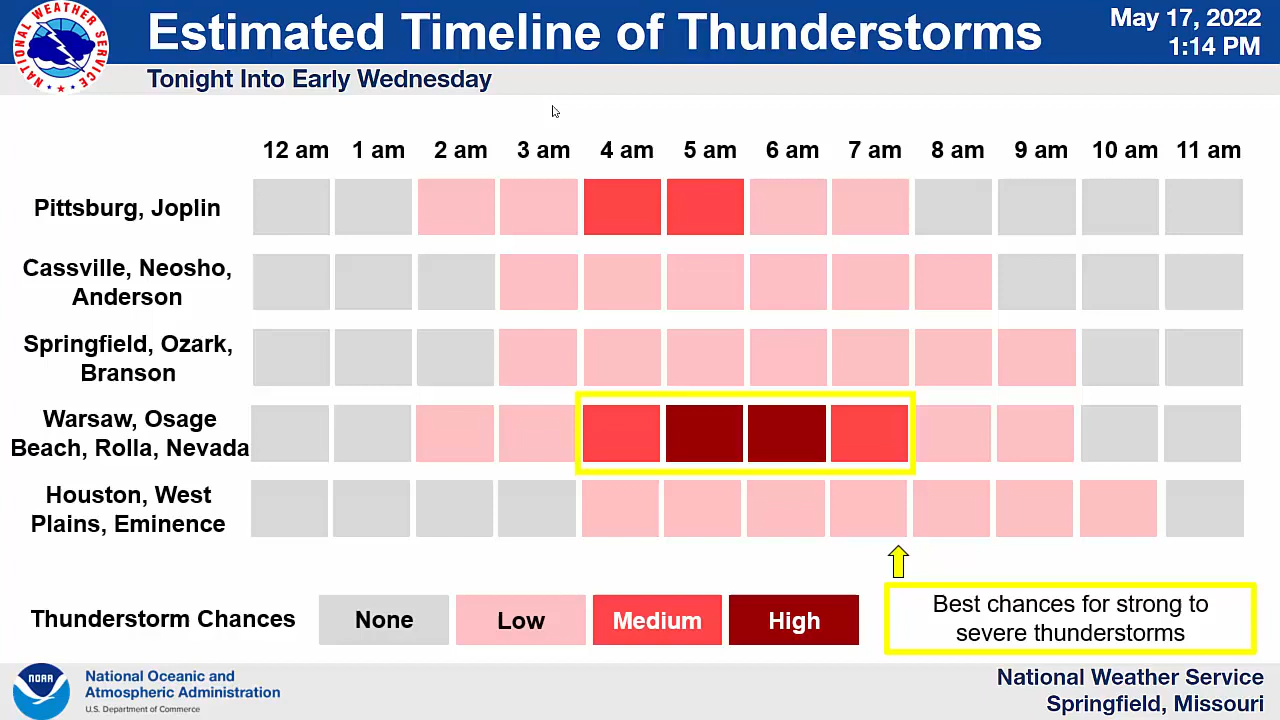 NATIONAL WEATHER SERVICE
Estimated Timeline of Thunderstorms
May 17, 2022
1:14 PM
Tonight Into Early Wednesday
12 am 1 am 2 am 3 am 4 am 5 am 6 am 7 am 8 am 9 am 10 am 11 am
Pittsburg, Joplin
Cassville, Neosho,
Anderson
Springfield, Ozark,
Branson
Warsaw, Osage
Beach, Rolla, Nevada
Houston, West
Plains, Eminence
Thunderstorm Chances
None
Low
Medium
High
Best chances for strong to
severe thunderstorms
NOAA
National Oceanic and
Atmospheric Administration
U.S. Department of Commerce
National Weather Service
Springfield, Missouri